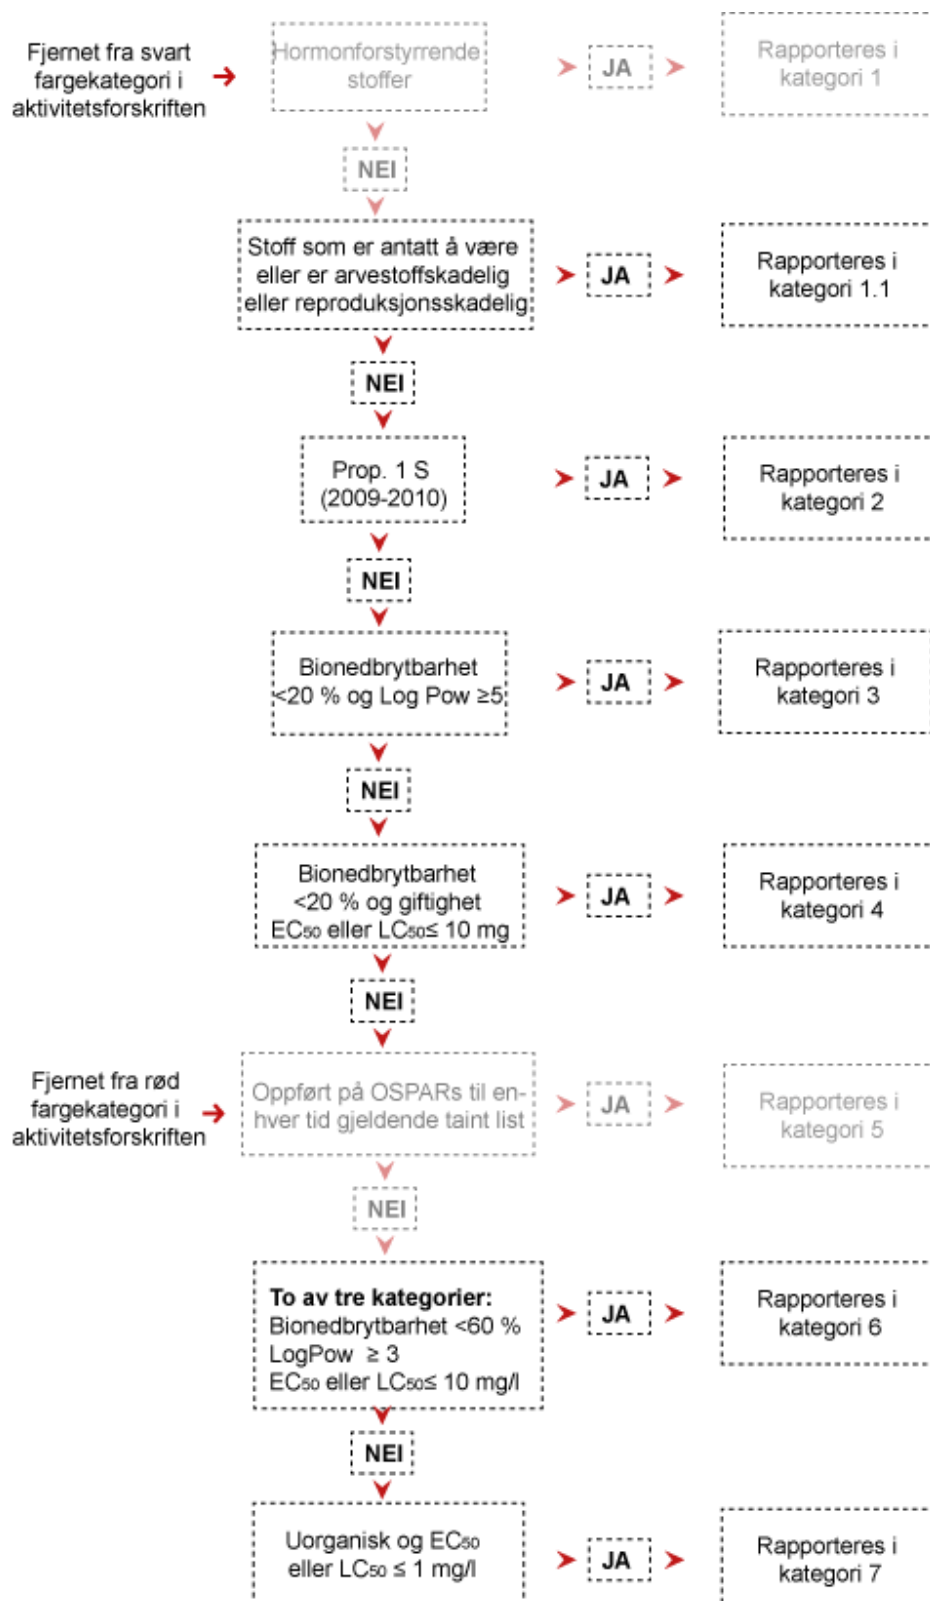 Fjernet fra svart
fargekategori i
aktivitetsforskriften
Hormonforstyrrende
stoffer
JA
Rapporteres i
kategori 1
NEI
Stoff som er antatt å være
eller er arvestoffskadelig
eller reproduksjonsskadelig
JA
Rapporteres i
kategori 1.1
NEI
Prop. 1 S
(2009-2010)
JA
Rapporteres i
kategori 2
NEI
Bionedbrytbarhet
<20 % og Log Pow ≥5
JA
Rapporteres i
kategori 3
NEI
Bionedbrytbarhet
<20 % og giftighet
EC₅₀ eller LC₅₀≤ 10 mg
JA
Rapporteres i
kategori 4
NEI
Fjernet fra rød
fargekategori i
aktivitetsforskriften
Oppført på OSPARs til en-
hver tid gjeldende taint list
JA
Rapporteres i
kategori 5
NEI
To av tre kategorier:
Bionedbrytbarhet <60 %
LogPow ≥ 3
EC₅₀ eller LC₅₀≤ 10 mg/l
JA
Rapporteres i
kategori 6
NEI
Uorganisk og EC₅₀
eller LC₅₀ ≤ 1 mg/l
JA
Rapporteres i
kategori 7